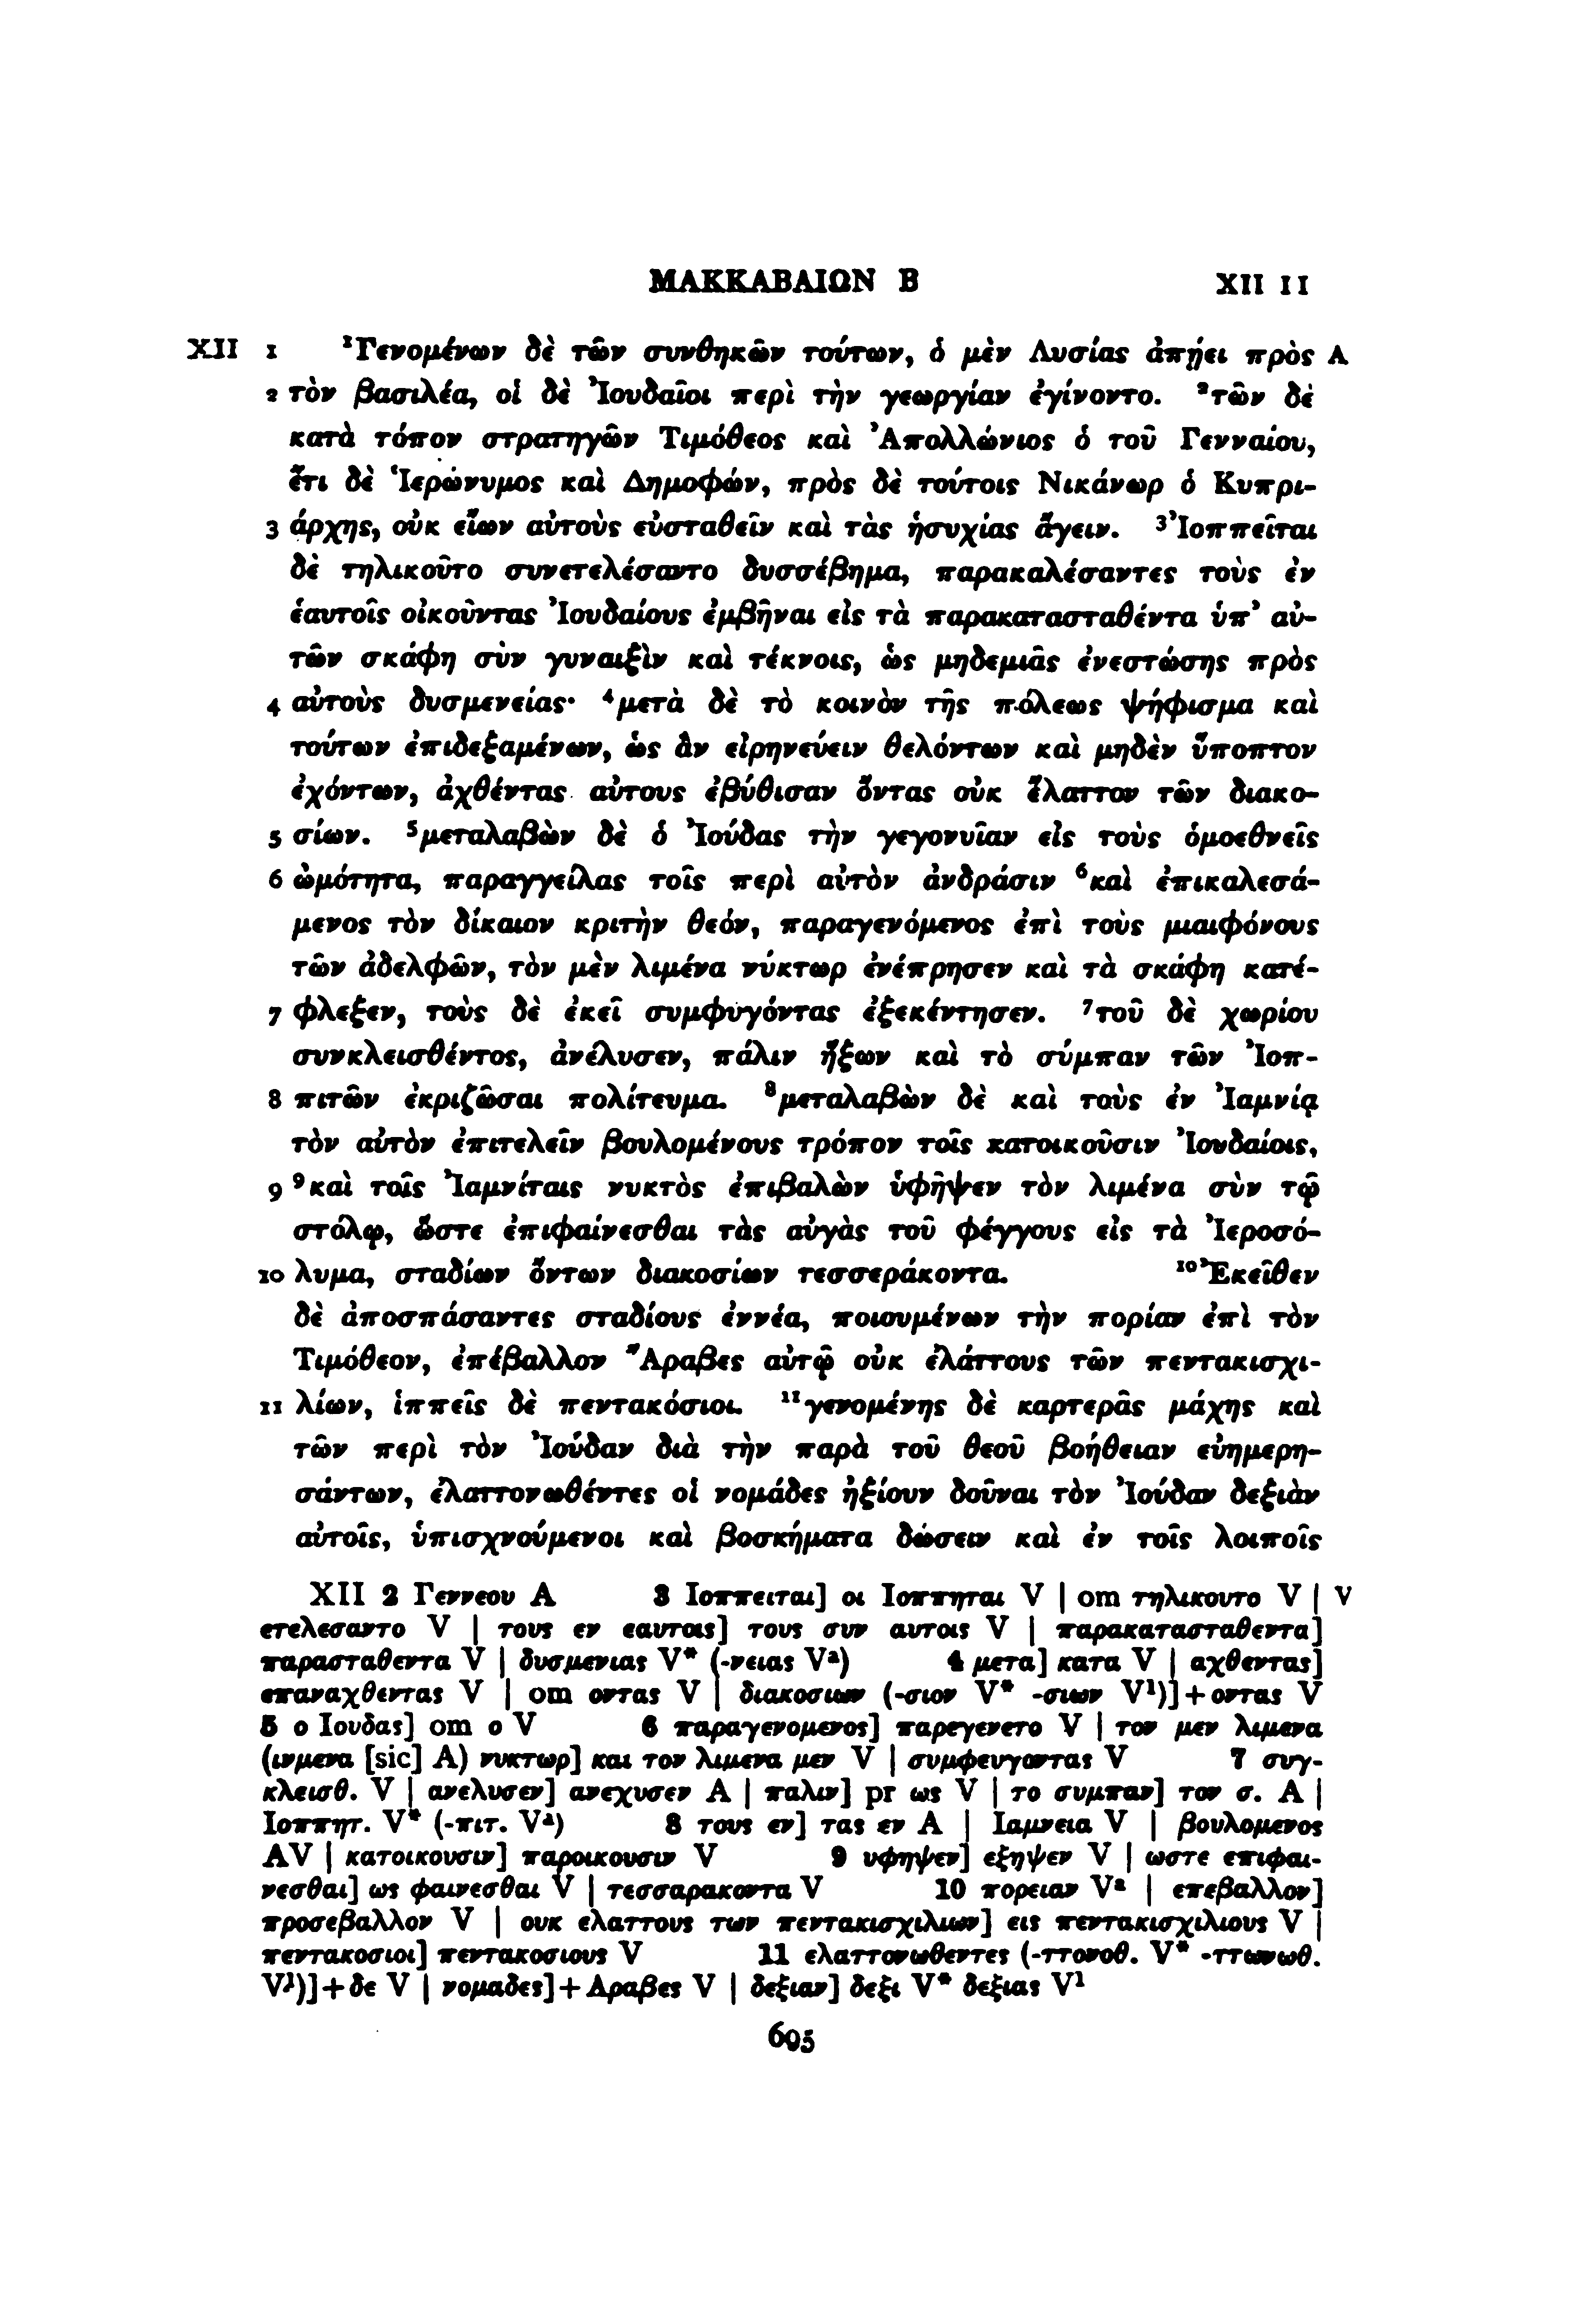 ΜΑΚΚΑΒΑΙΩΝ Β XII 11
XII 1 ¹Γενομένων δὲ τῶν συνθηκῶν τούτων, ὁ μὲν Λυσίας ἀπῄει πρὸς A
2 τὸν βασιλέα, οἱ δὲ Ἰουδαῖοι περὶ τὴν γεωργίαν ἐγίνοντο. ²τῶν δὲ
κατὰ τόπον στρατηγῶν Τιμόθεος καὶ Ἀπολλώνιος ὁ τοῦ Γενναίου,
ἔτι δὲ Ἱερώνυμος καὶ Δημοφών, πρὸς δὲ τούτοις Νικάνωρ ὁ Κυπρι-
3 άρχης, οὐκ εἴων αὐτοὺς εὐσταθεῖν καὶ τὰς ἡσυχίας ἄγειν. ³Ἰοππεῖται
δὲ τηλικοῦτο συνετελέσαντο δυσσέβημα, παρακαλέσαντες τοὺς ἐν
ἑαυτοῖς οἰκοῦντας Ἰουδαίους ἐμβῆναι εἰς τὰ παρακατασταθέντα ὑπ᾽ αὐ-
τῶν σκάφη σὺν γυναιξὶν καὶ τέκνοις, ὡς μηδεμιᾶς ἐνεστώσης πρὸς
4 αὐτοὺς δυσμενείας· ⁴μετὰ δὲ τὸ κοινὸν τῆς πόλεως ψήφισμα καὶ
τούτων ἐπιδεξαμένων, ὡς ἂν εἰρηνεύειν θελόντων καὶ μηδὲν ὕποπτον
ἐχόντων, ἀχθέντας αὐτους ἐβύθισαν ὄντας οὐκ ἔλαττον τῶν διακο-
5 σίων. ⁵μεταλαβὼν δὲ ὁ Ἰούδας τὴν γεγονυῖαν εἰς τοὺς ὁμοεθνεῖς
6 ὠμότητα, παραγγείλας τοῖς περὶ αὐτὸν ἀνδράσιν ⁶καὶ ἐπικαλεσά-
μενος τὸν δίκαιον κριτὴν θεόν, παραγενόμενος ἐπὶ τοὺς μιαιφόνους
τῶν ἀδελφῶν, τὸν μὲν λιμένα νύκτωρ ἐνέπρησεν καὶ τὰ σκάφη κατέ-
7 φλεξεν, τοὺς δὲ ἐκεῖ συμφυγόντας ἐξεκέντησεν. ⁷τοῦ δὲ χωρίου
συνκλεισθέντος, ἀνέλυσεν, πάλιν ἥξων καὶ τὸ σύμπαν τῶν Ἰοπ-
8 πιτῶν ἐκριζῶσαι πολίτευμα. ⁸μεταλαβὼν δὲ καὶ τοὺς ἐν Ἰαμνίᾳ
τὸν αὐτὸν ἐπιτελεῖν βουλομένους τρόπον τοῖς κατοικοῦσιν Ἰουδαίοις,
9 ⁹καὶ τοῖς Ἰαμνίταις νυκτὸς ἐπιβαλὼν ὑφῆψεν τὸν λιμένα σὺν τῷ
στόλῳ, ὥστε ἐπιφαίνεσθαι τὰς αὐγὰς τοῦ φέγγους εἰς τὰ Ἱεροσό-
10 λυμα, σταδίων ὄντων διακοσίων τεσσεράκοντα. ¹⁰Ἐκεῖθεν
δὲ ἀποσπάσαντες σταδίους ἐννέα, ποιουμένων τὴν πορίαν ἐπὶ τὸν
Τιμόθεον, ἐπέβαλλον Ἄραβες αὐτῷ οὐκ ἐλάττους τῶν πεντακισχι-
11 λίων, ἱππεῖς δὲ πεντακόσιοι. ¹¹γενομένης δὲ καρτερᾶς μάχης καὶ
τῶν περὶ τὸν Ἰούδαν διὰ τὴν παρὰ τοῦ θεοῦ βοήθειαν εὐημερη-
σάντων, ἐλαττονωθέντες οἱ νομάδες ἠξίουν δοῦναι τὸν Ἰούδαν δεξιὰν
αὐτοῖς, ὑπισχνούμενοι καὶ βοσκήματα δώσειν καὶ ἐν τοῖς λοιποῖς
XII 2 Γεννεου A 3 Ιοππειται] οι Ιοππηται V | om τηλικουτο V | V
ετελεσαντο V | τους εν εαυτοις] τους συν αυτοις V | παρακατασταθεντα]
παρασταθεντα V | δυσμενιας V* (-νειας Vᵃ) 4 μετα] κατα V | αχθεντας]
επαναχθεντας V | om οντας V | διακοσιων (-σιον V* -σιων V¹)]+οντας V
5 ο Ιουδας] om ο V 6 παραγενομενος] παρεγενετο V | τον μεν λιμενα
(ινμενα [sic] A) νυκτωρ] και τον λιμενα μεν V | συμφευγοντας V 7 συγ-
κλεισθ. V | ανελυσεν] ανεχυσεν A | παλιν] pr ως V | το συμπαν] τον σ. A |
Ιοππητ. V* (-πιτ. Vᵃ) 8 τους εν] τας εν A | Ιαμνεια V | βουλομενος
AV | κατοικουσιν] παροικουσιν V 9 υφηψεν] εξηψεν V | ωστε επιφαι-
νεσθαι] ως φαινεσθαι V | τεσσαρακοντα V 10 πορειαν Vᵃ | επεβαλλον]
προσεβαλλον V | ουκ ελαττους των πεντακισχιλιων] εις πεντακισχιλιους V |
πεντακοσιοι] πεντακοσιους V 11 ελαττονωθεντες (-ττονοθ. V* -ττωνωθ.
V¹)]+δε V | νομαδες]+Αραβες V | δεξιαν] δεξι V* δεξιας V¹
695